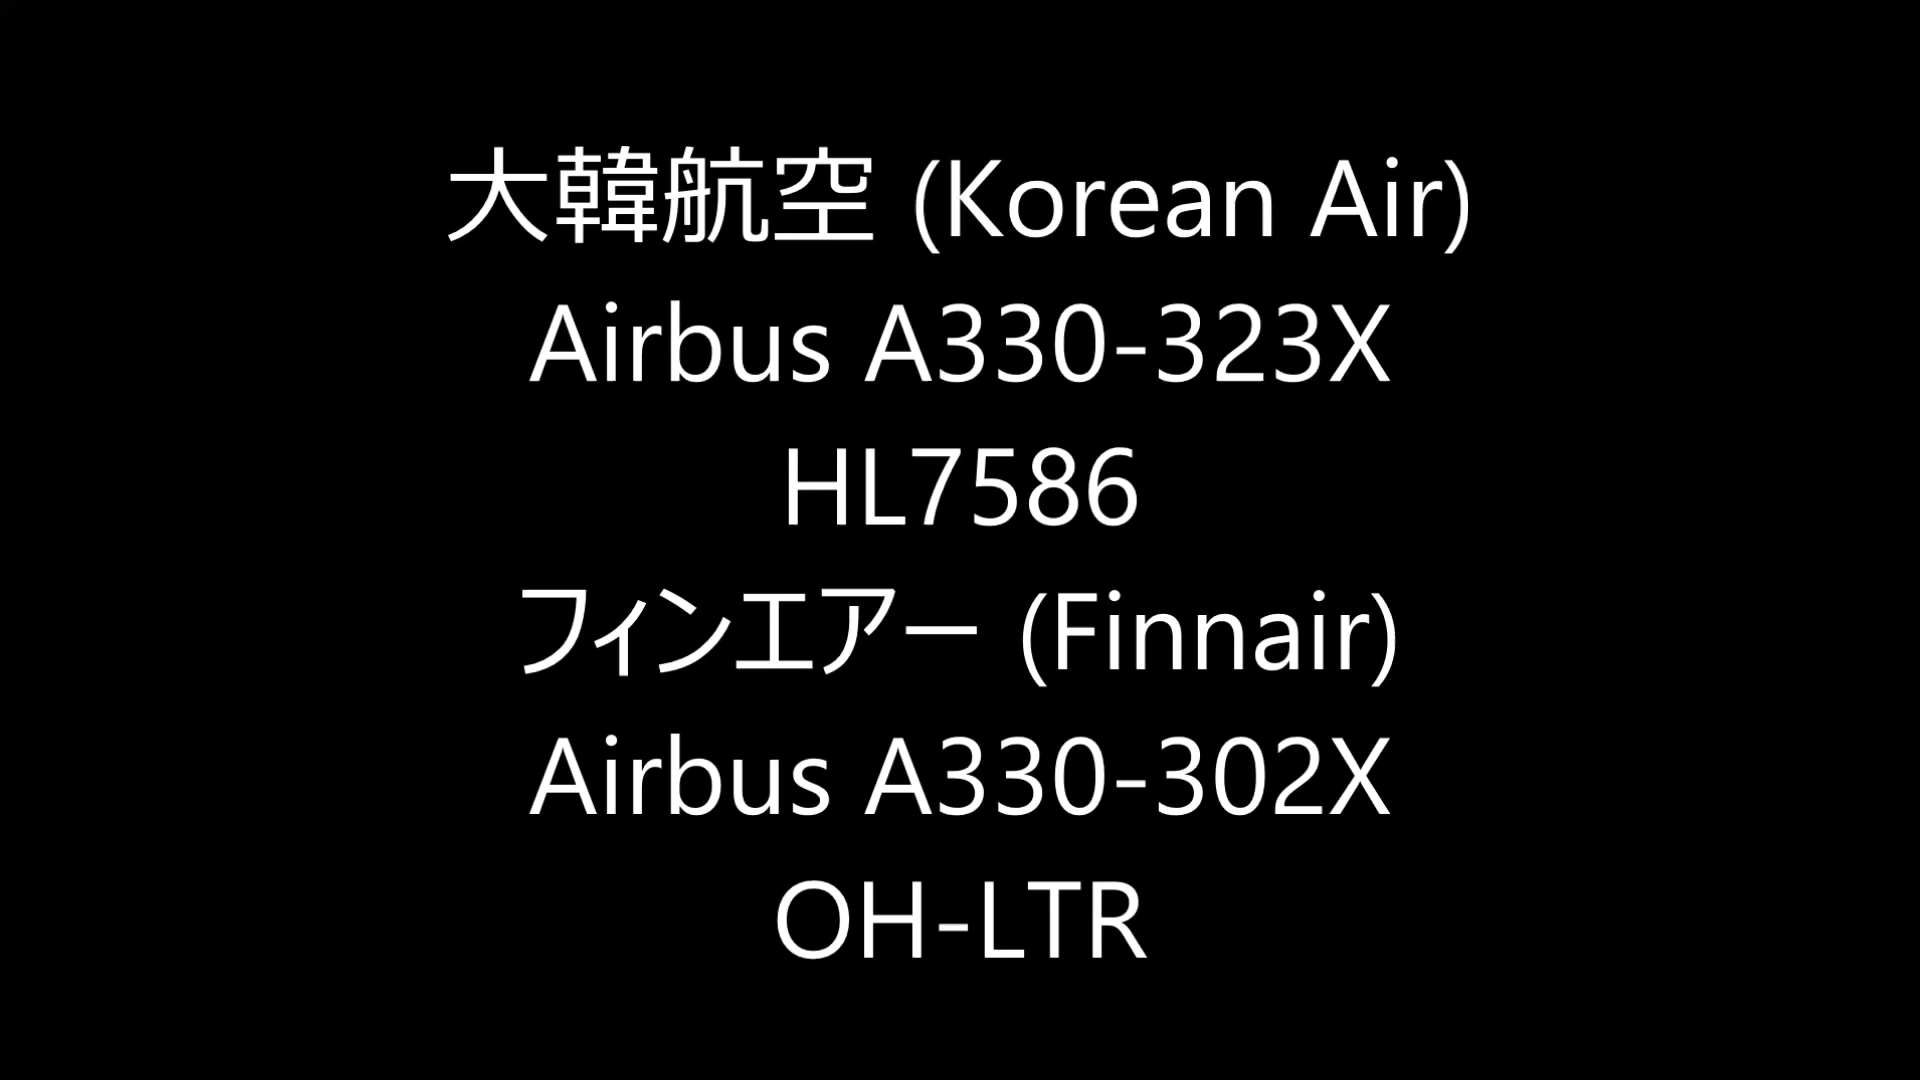 大韓航空 (Korean Air)
Airbus A330-323X
HL7586
フィンエアー (Finnair)
Airbus A330-302X
OH-LTR